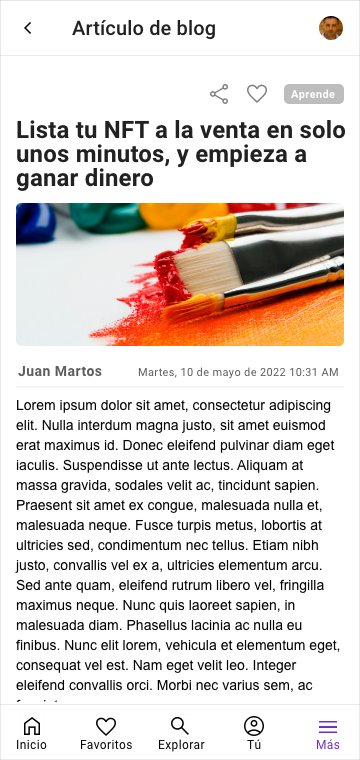 Artículo de blog
Aprende
Lista tu NFT a la venta en solo
unos minutos, y empieza a
ganar dinero
Juan Martos
Martes, 10 de mayo de 2022 10:31 AM
Lorem ipsum dolor sit amet, consectetur adipiscing
elit. Nulla interdum magna justo, sit amet euismod
erat maximus id. Donec eleifend pulvinar diam eget
iaculis. Suspendisse ut ante lectus. Aliquam at
massa gravida, sodales velit ac, tincidunt sapien.
Praesent sit amet ex congue, malesuada nulla et,
malesuada neque. Fusce turpis metus, lobortis at
ultricies sed, condimentum nec tellus. Etiam nibh
justo, convallis vel ex a, ultricies elementum arcu.
Sed ante quam, eleifend rutrum libero vel, fringilla
maximus neque. Nunc quis laoreet sapien, in
malesuada diam. Phasellus lacinia ac nulla eu
finibus. Nunc elit lorem, vehicula et elementum eget,
consequat vel est. Nam eget velit leo. Integer
eleifend convallis orci. Morbi nec varius sem, ac
Inicio
Favoritos
Explorar
Tú
Más